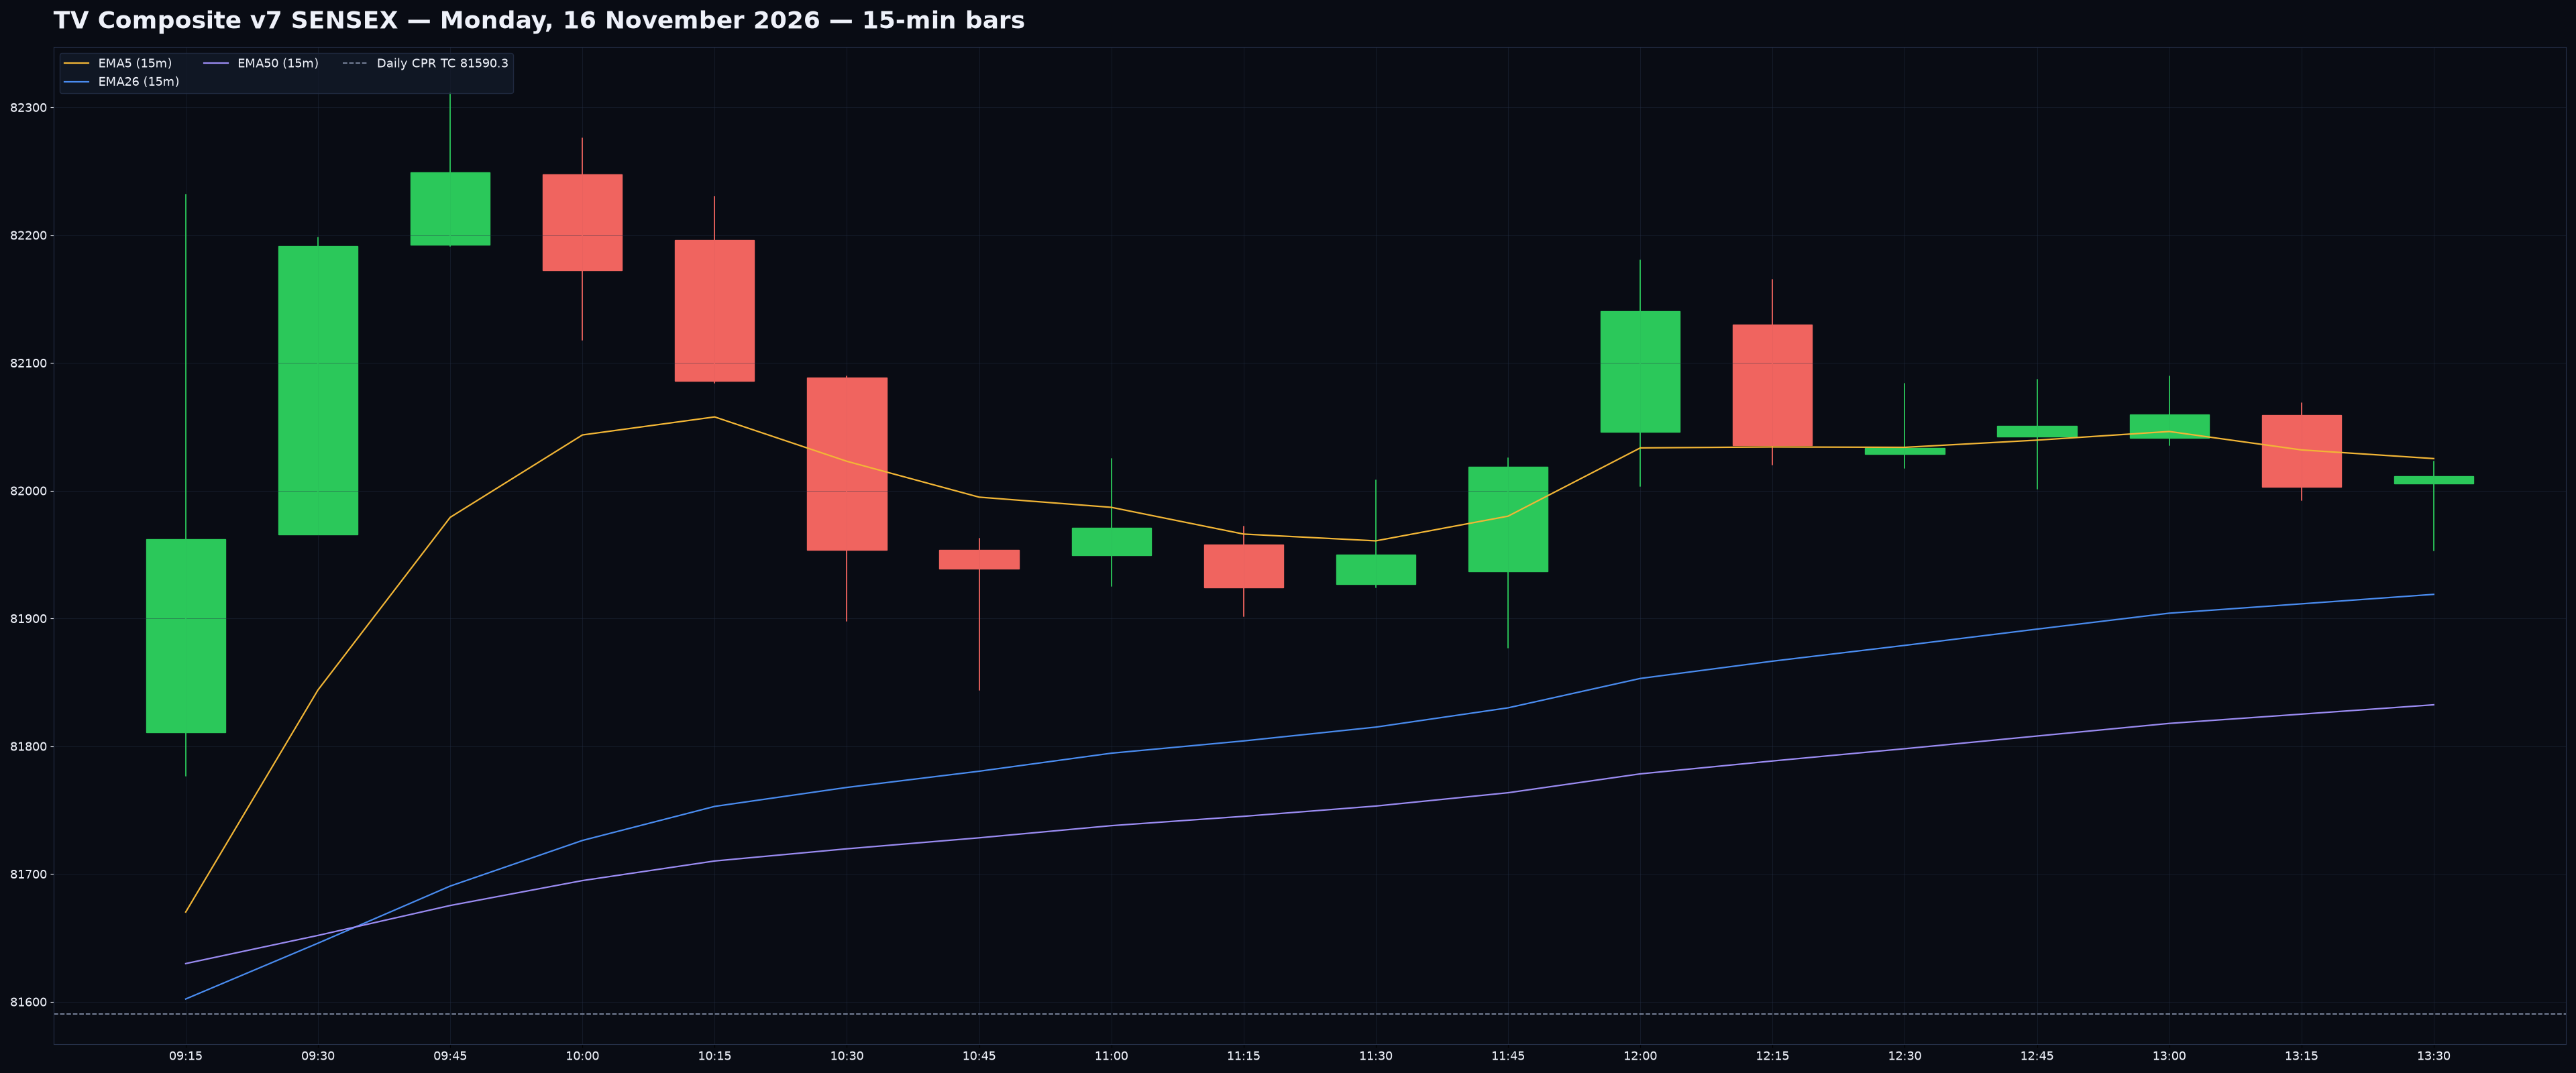 TV Composite v7 SENSEX — Monday, 16 November 2026 — 15-min bars
EMA5 (15m) EMA50 (15m) Daily CPR TC 81590.3
EMA26 (15m)
82300
82200
82100
82000
81900
81800
81700
81600
09:15 09:30 09:45 10:00 10:15 10:30 10:45 11:00 11:15 11:30 11:45 12:00 12:15 12:30 12:45 13:00 13:15 13:30